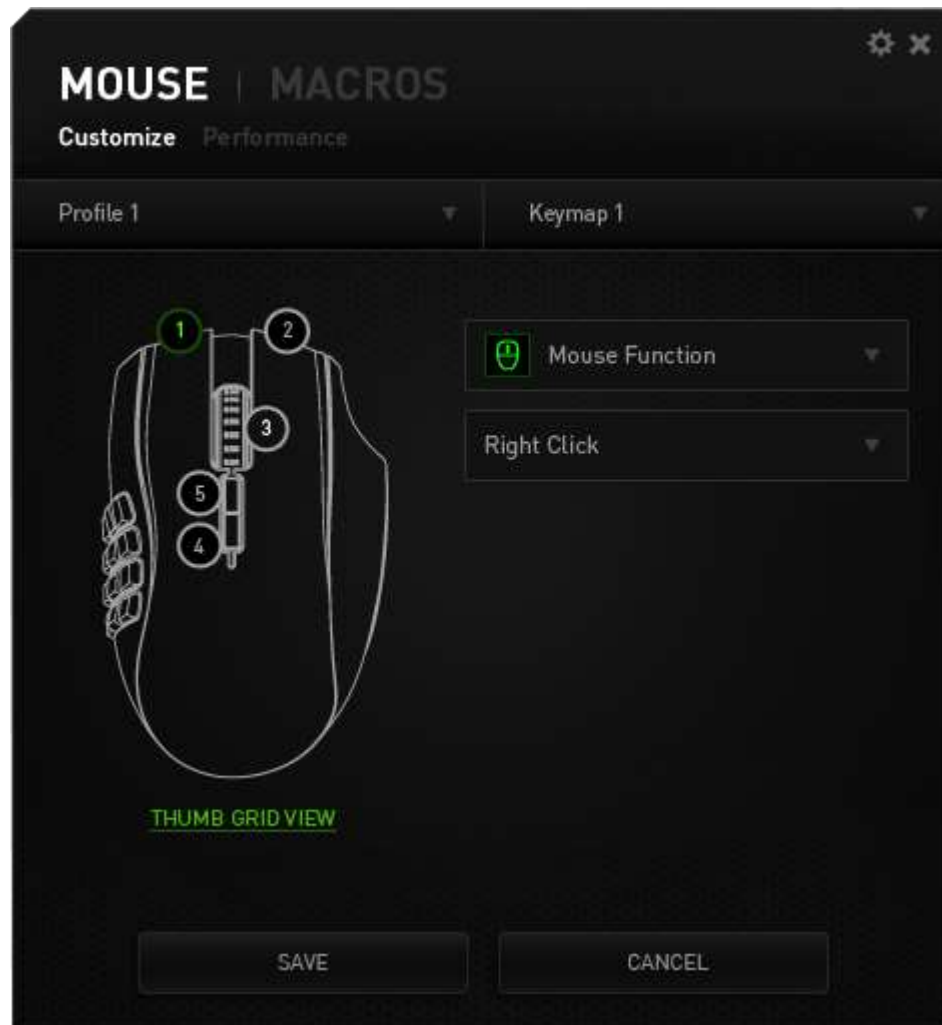 MOUSE | MACROS
Customize Performance
Profile 1 Keymap 1
1 2
Mouse Function
3
Right Click
5
4
THUMB GRID VIEW
SAVE CANCEL